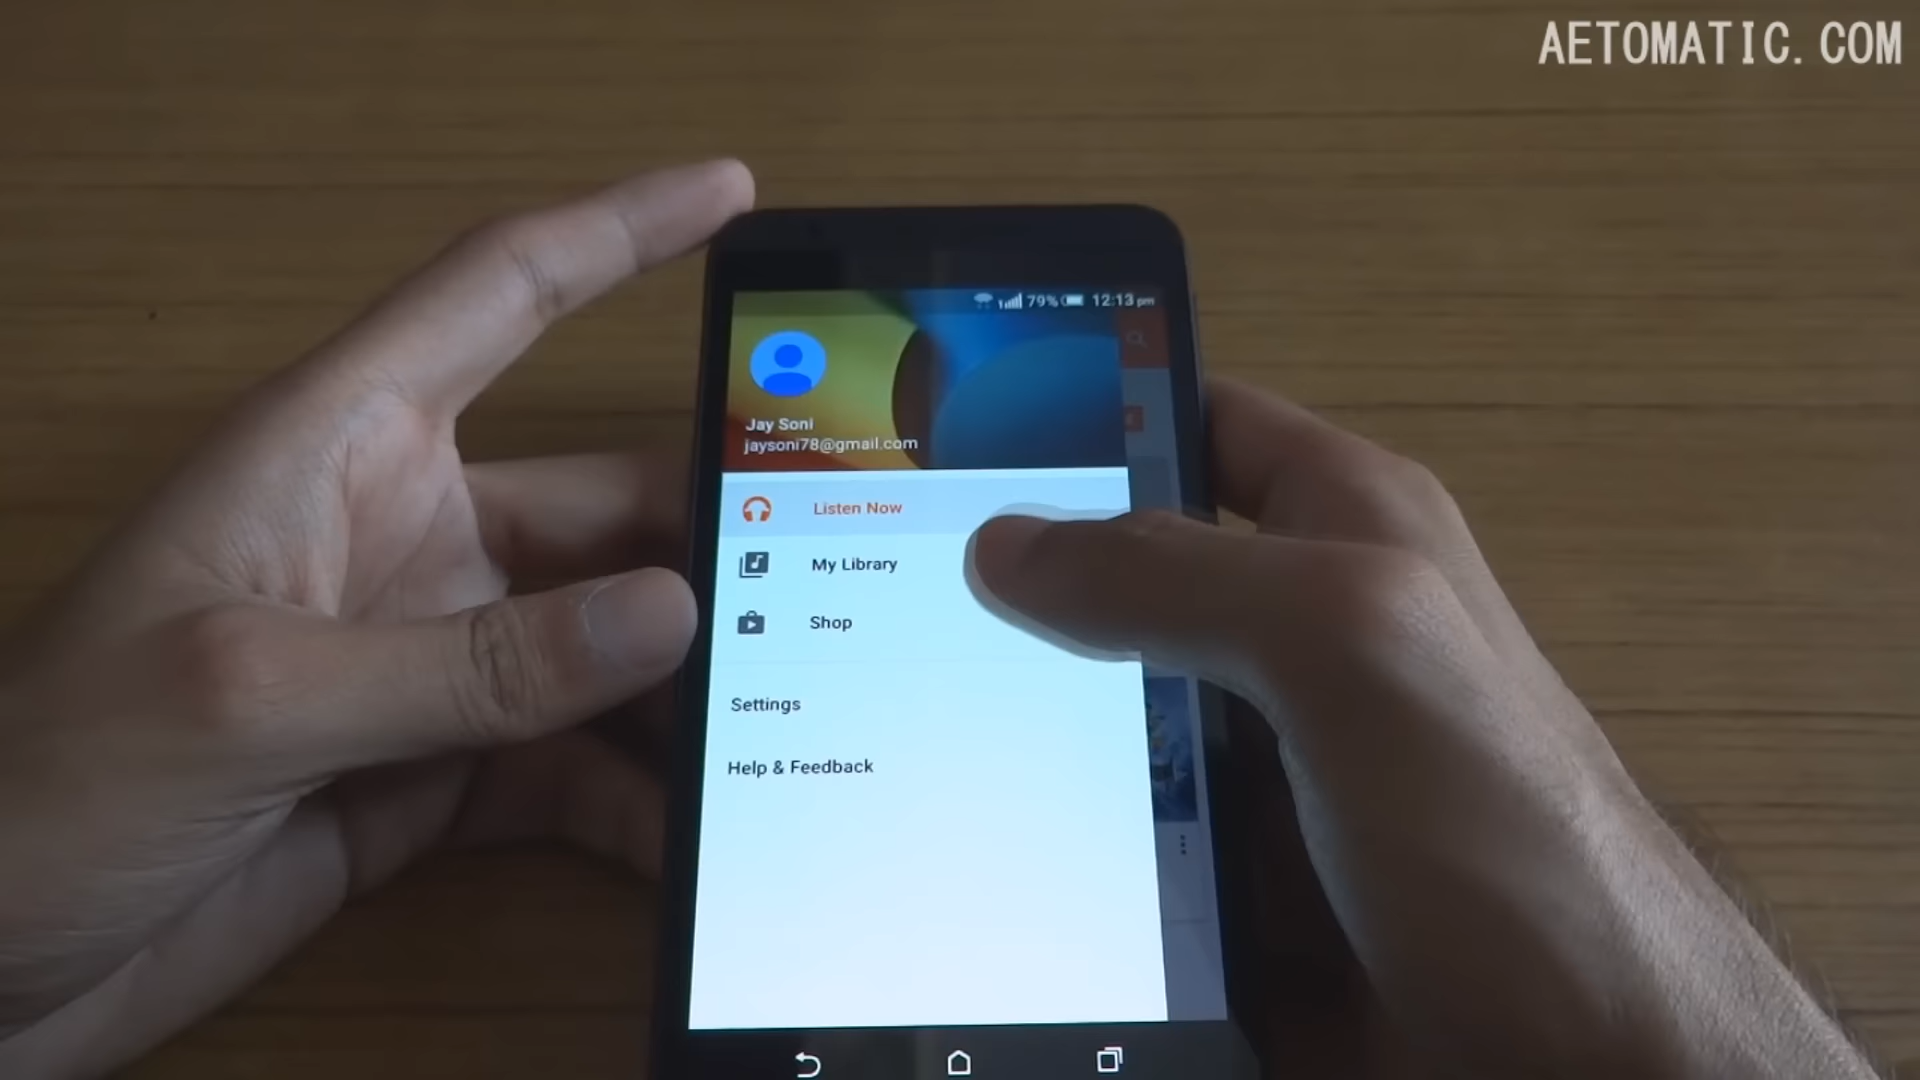 AETOMATIC.COM
79% 12:13 pm
Jay Soni
jaysoni78@gmail.com
Listen Now
My Library
Shop
Settings
Help & Feedback